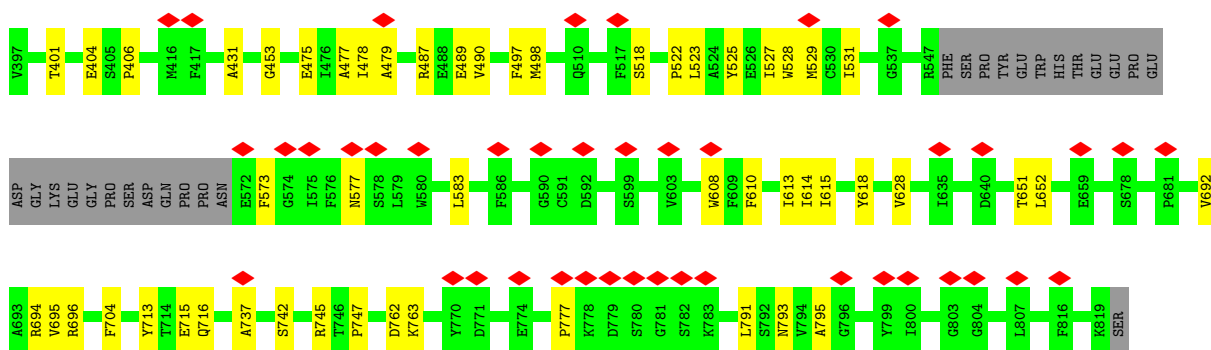 V397 T401 E404 S405 P406 M416 F417 A431 G453 E475 I476 A477 I478 A479 R487 E488 E489 V490 F497 M498 Q510 F517 S518 P522 L523 A524 Y525 E526 I527 W528 M529 C530 I531 G537 R547 PHE SER PRO TYR GLU TRP HIS THR GLU GLU PRO GLU
ASP GLY LYS GLU GLY PRO SER ASP GLN PRO PRO ASN E572 F573 G574 I575 F576 N577 S578 L579 W580 L583 F586 G590 C591 D592 S599 V603 W608 F609 F610 I613 I614 I615 Y618 V628 I635 D640 T651 L652 E659 S678 P681 V692
A693 R694 V695 R696 F704 Y713 T714 E715 Q716 A737 S742 R745 T746 P747 D762 K763 Y770 D771 E774 P777 K778 D779 S780 G781 S782 K783 L791 S792 N793 V794 A795 G796 Y799 I800 G803 G804 L807 F816 K819 SER